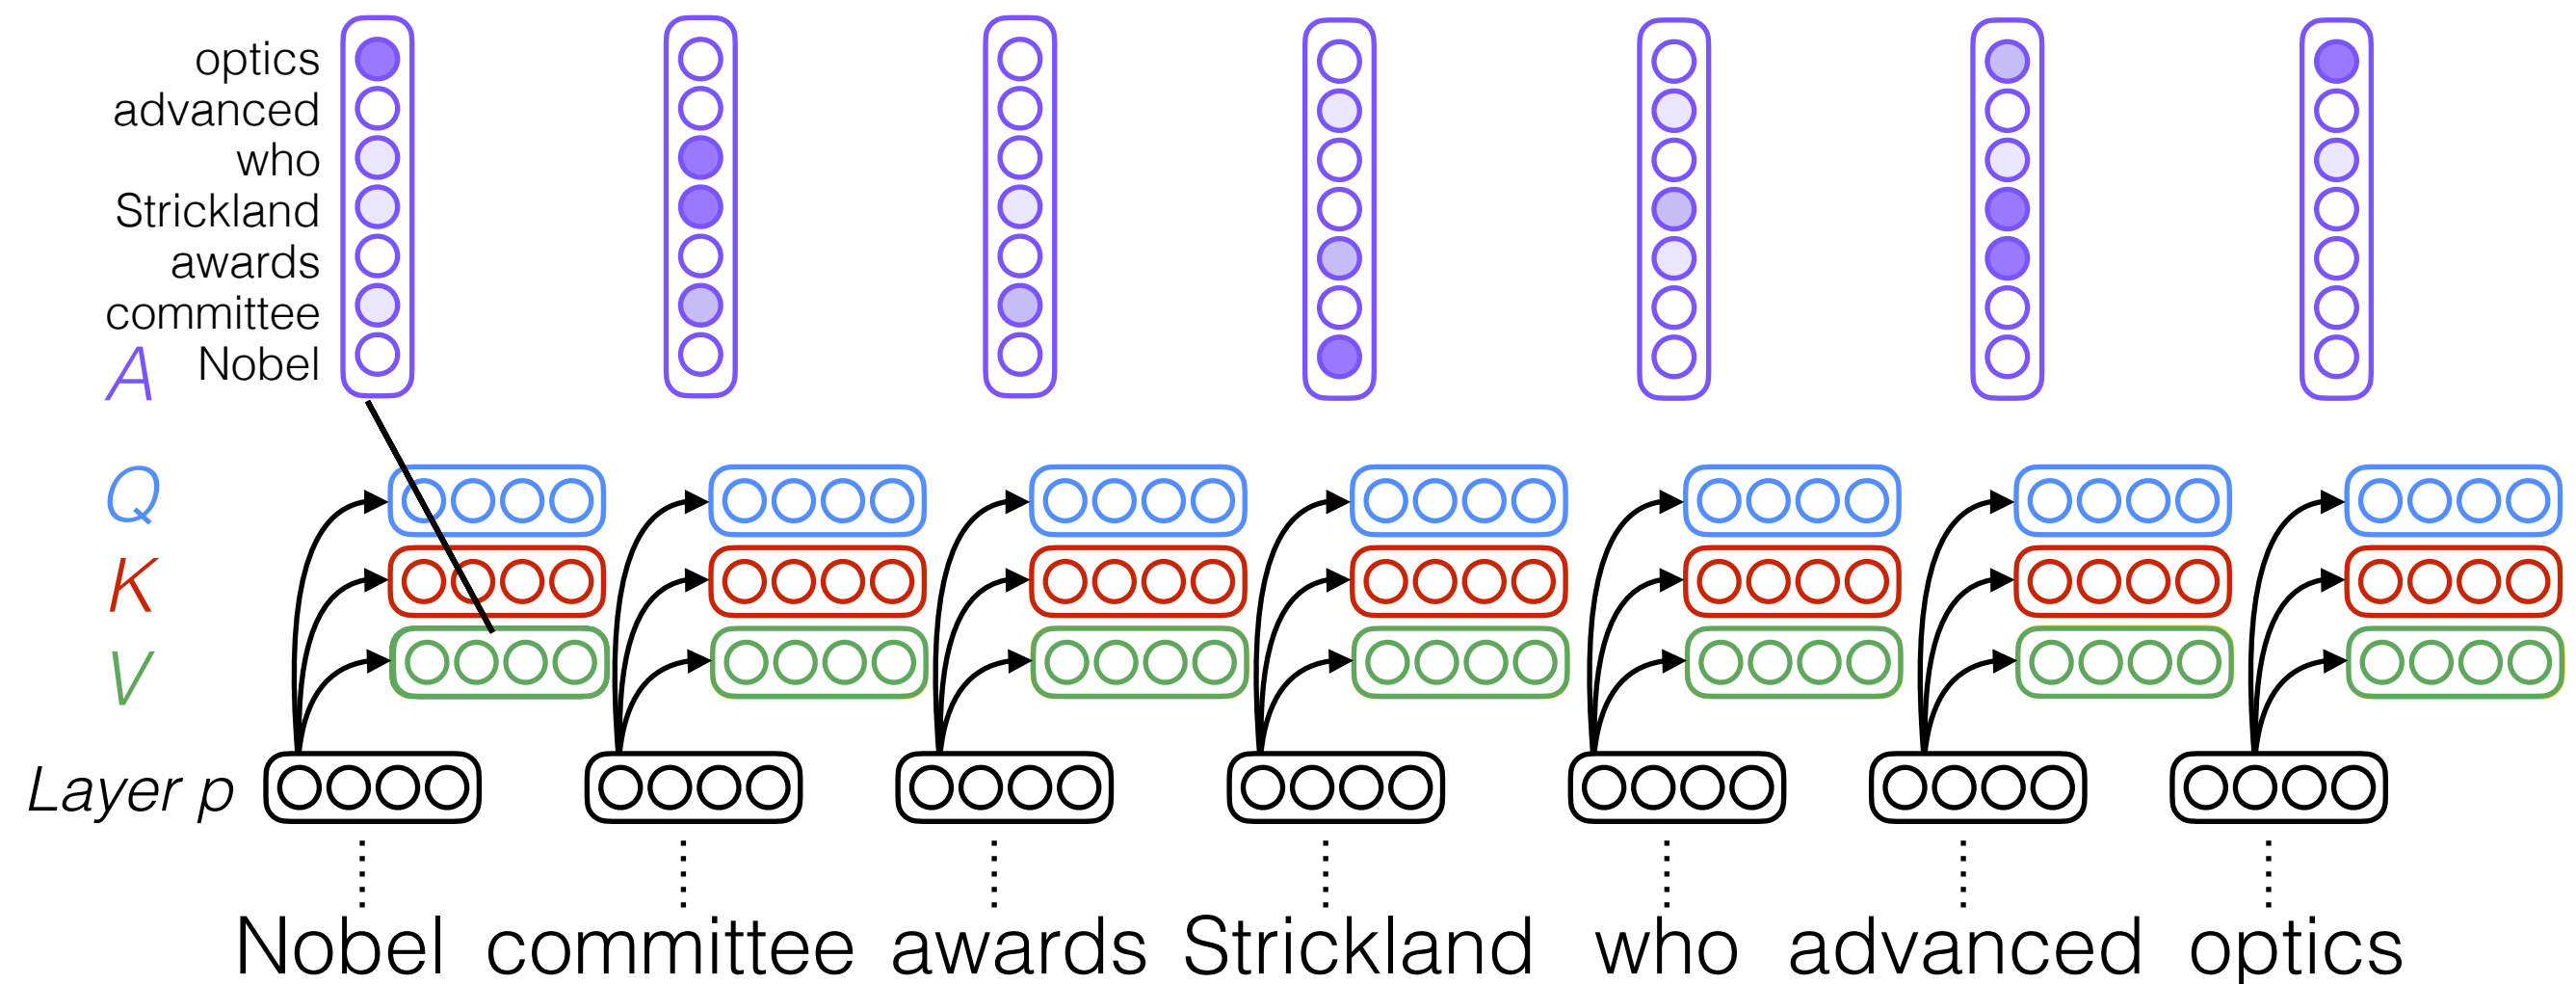 optics
advanced
who
Strickland
awards
committee
A Nobel
Q
K
V
Layer p
Nobel committee awards Strickland who advanced optics